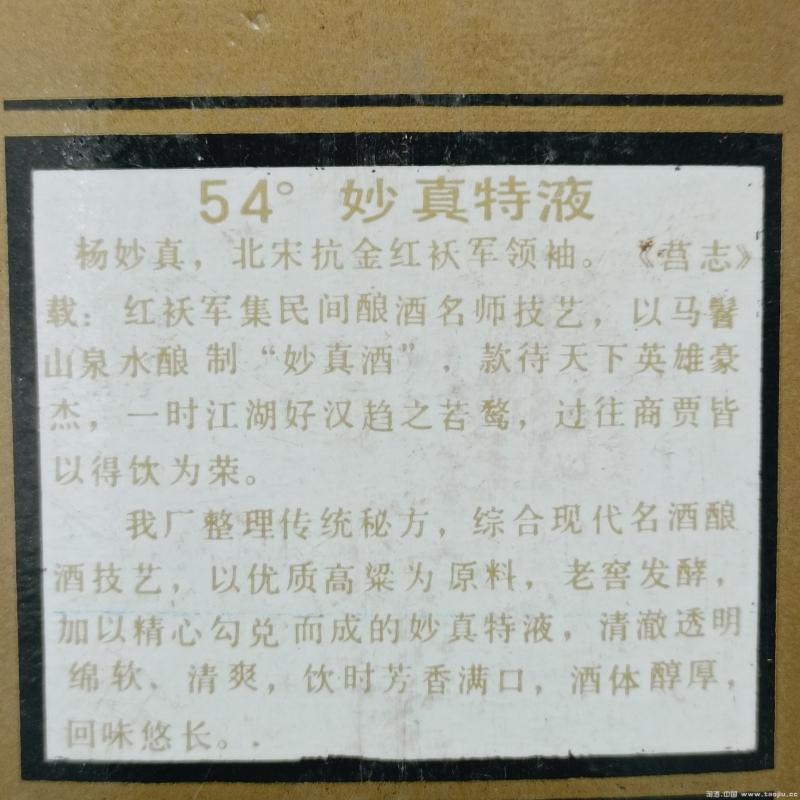 54° 妙真特液
杨妙真，北宋抗金红袄军领袖。《莒志》
载：红袄军集民间酿酒名师技艺，以马髻
山泉水酿制“妙真酒”，款待天下英雄豪
杰，一时江湖好汉趋之若鹜，过往商贾皆
以得饮为荣。
我厂整理传统秘方，综合现代名酒酿
酒技艺，以优质高粱为原料，老窖发酵，
加以精心勾兑而成的妙真特液，清澈透明
绵软、清爽，饮时芳香满口，酒体醇厚，
回味悠长。.
淘酒.中国 www.taojiu.cc